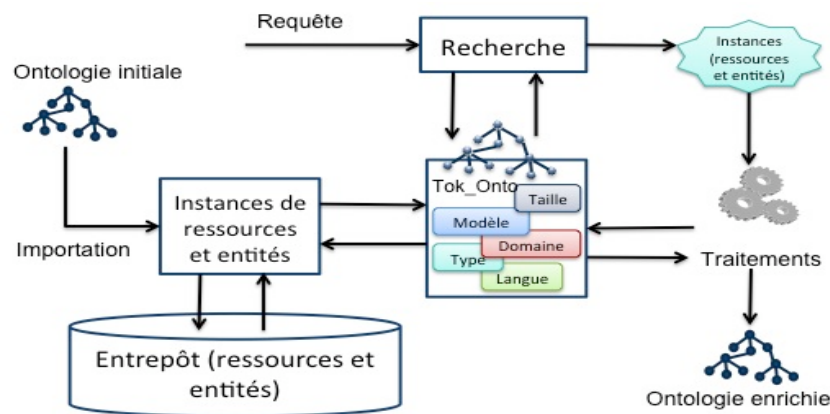 Requête
Recherche
Instances
(ressources
et entités)
Ontologie initiale
Tok_Onto
Taille
Modèle
Domaine
Type
Langue
Instances de
ressources
et entités
Importation
Traitements
Entrepôt (ressources et
entités)
Ontologie enrichie